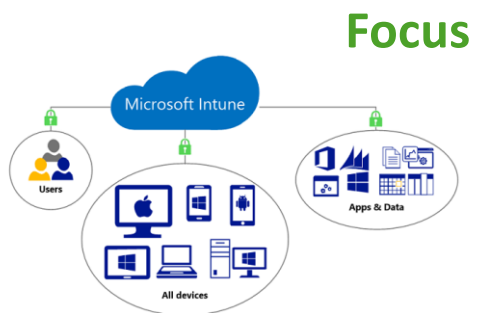 Focus
Microsoft Intune
Users
Apps & Data
All devices